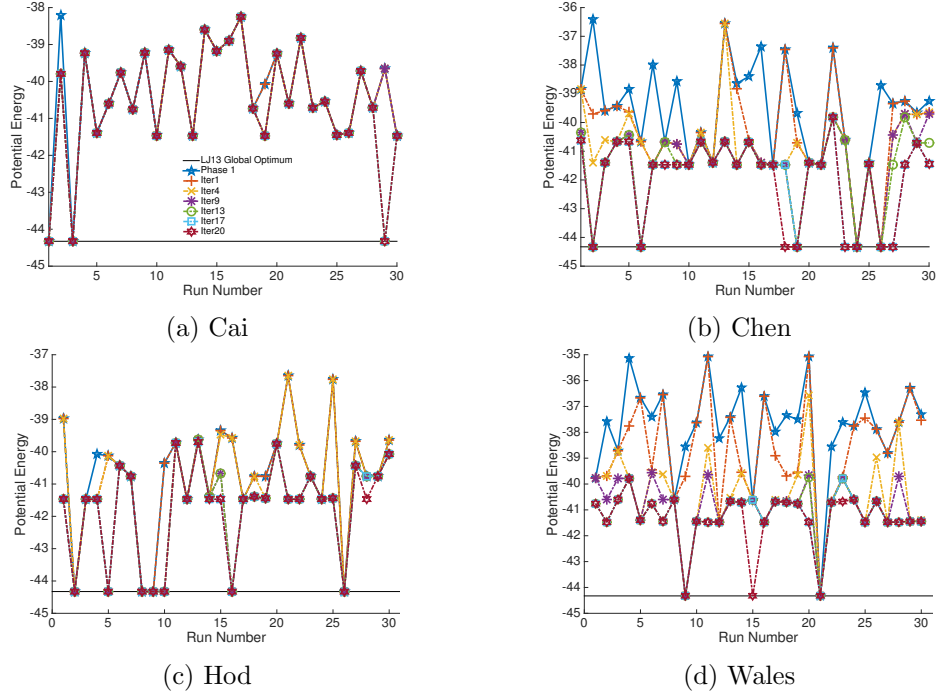 Potential Energy
-38
-39
-40
-41
-42
-43
-44
-45
LJ13 Global Optimum
Phase 1
Iter1
Iter4
Iter9
Iter13
Iter17
Iter20
5 10 15 20 25 30
Run Number
(a) Cai
Potential Energy
-36
-37
-38
-39
-40
-41
-42
-43
-44
-45
5 10 15 20 25 30
Run Number
(b) Chen
Potential Energy
-37
-38
-39
-40
-41
-42
-43
-44
-45
0 5 10 15 20 25 30
Run Number
(c) Hod
Potential Energy
-35
-36
-37
-38
-39
-40
-41
-42
-43
-44
-45
0 5 10 15 20 25 30
Run Number
(d) Wales